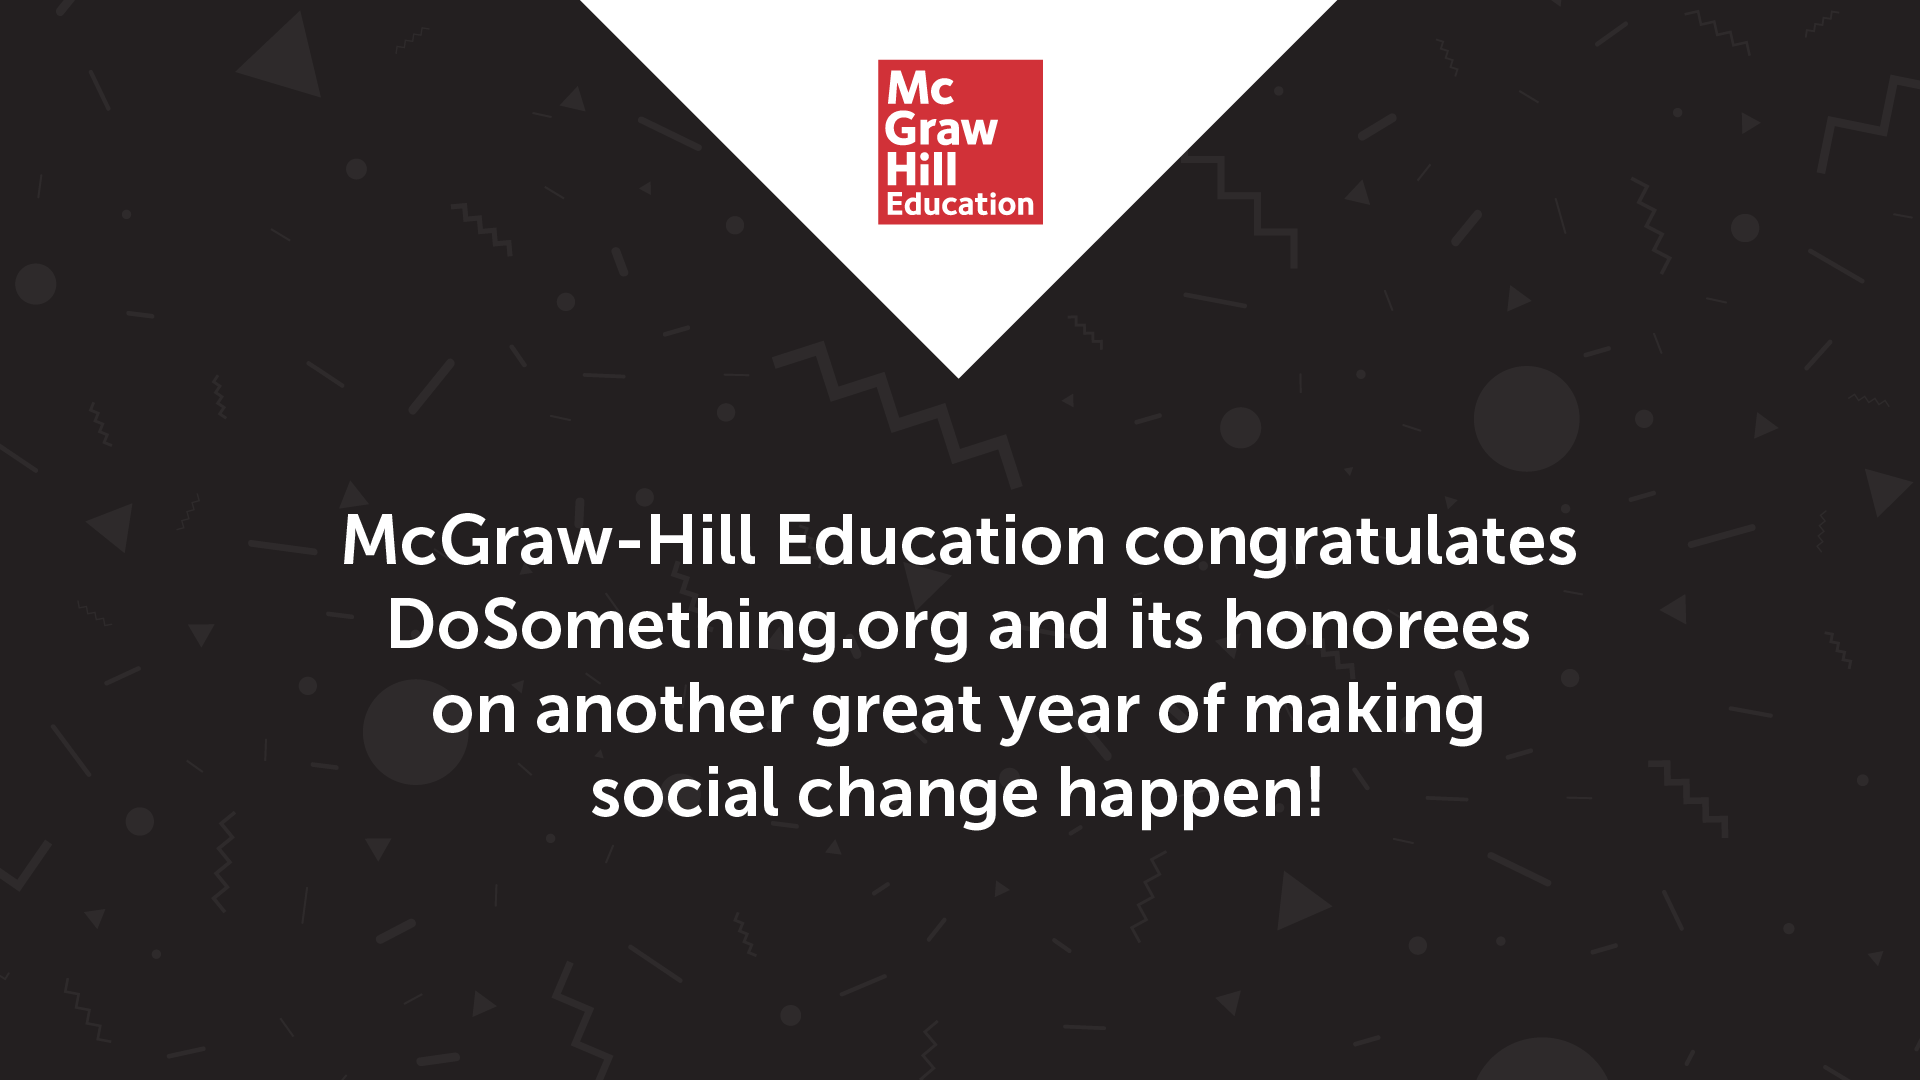 Mc
Graw
Hill
Education
McGraw-Hill Education congratulates
DoSomething.org and its honorees
on another great year of making
social change happen!